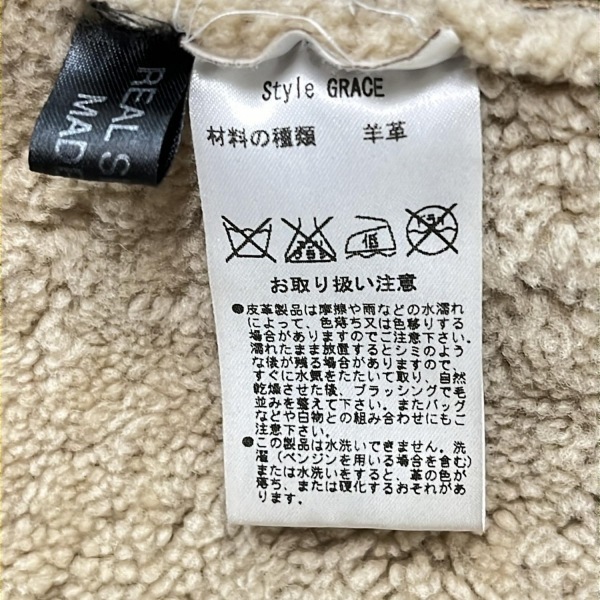 REAL S
MAD
Style GRACE
材料の種類 羊革
エンソ
低
ドライ
お取り扱い注意
●皮革製品は摩擦や雨などの水濡れ
によって、色落ち又は色移りする
場合がありますのでご注意下さい。
濡れたまま放置するとシミのよう
な後が残る場合がありますので、
すぐに水気をたたいて取り、自然
乾燥させた後、ブラッシングで毛
並みを整えて下さい。またバッグ
などや白物との組み合わせにもご
注意下さい。
●この製品は水洗いできません。洗
濯（ベンジンを用いる場合を含む）
または水洗いをすると、革の色が
落ち、または硬化するおそれがあ
ります。